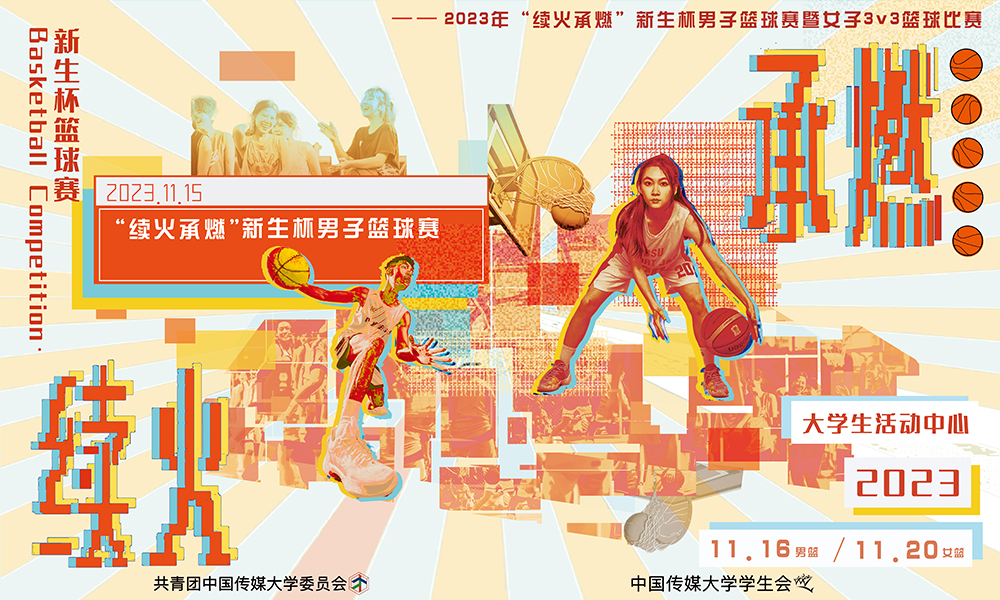 ——2023年“续火承燃”新生杯男子篮球赛暨女子3v3篮球比赛
新生杯篮球赛
Basketball Competition.
承燃
2023.11.15
“续火承燃”新生杯男子篮球赛
20
续火
大学生活动中心
2023
11.16男篮 / 11.20女篮
共青团中国传媒大学委员会
中国传媒大学学生会